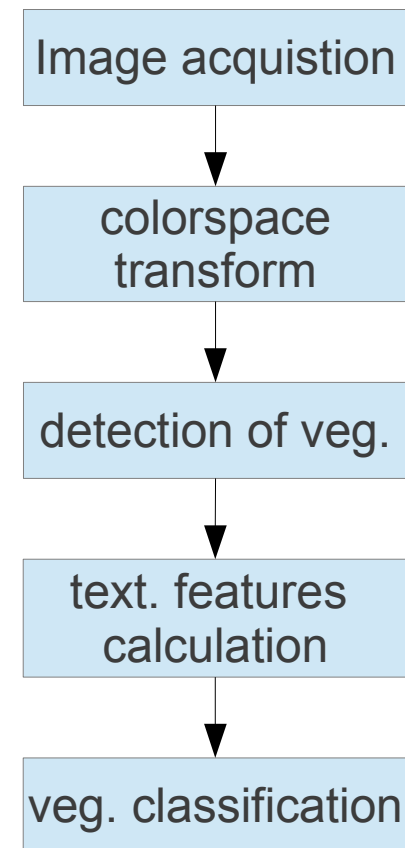 Image acquistion
colorspace
transform
detection of veg.
text. features
calculation
veg. classification